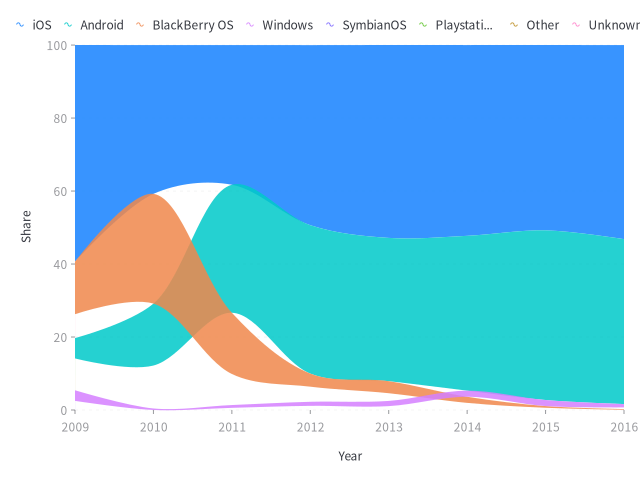 iOS Android BlackBerry OS Windows SymbianOS Playstati... Other Unknown
100
80
60
40
20
0
Share
2009 2010 2011 2012 2013 2014 2015 2016
Year